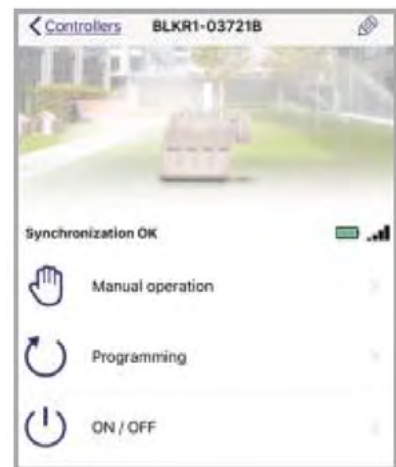 Controllers BLKR1-03721B
Synchronization OK
Manual operation
Programming
ON / OFF